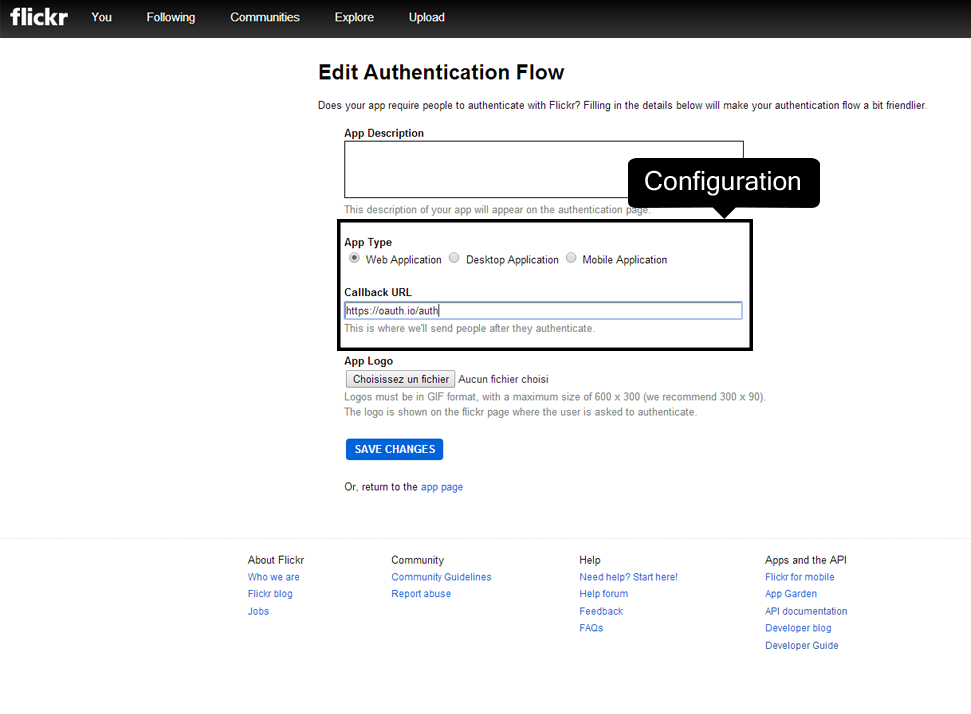 flickr You Following Communities Explore Upload
Edit Authentication Flow
Does your app require people to authenticate with Flickr? Filling in the details below will make your authentication flow a bit friendlier.
App Description
Configuration
This description of your app will appear on the authentication page.
App Type
Web Application Desktop Application Mobile Application
Callback URL
https://oauth.io/auth
This is where we'll send people after they authenticate.
App Logo
Choisissez un fichier Aucun fichier choisi
Logos must be in GIF format, with a maximum size of 600 x 300 (we recommend 300 x 90).
The logo is shown on the flickr page where the user is asked to authenticate.
SAVE CHANGES
Or, return to the app page
About Flickr
Who we are
Flickr blog
Jobs
Community
Community Guidelines
Report abuse
Help
Need help? Start here!
Help forum
Feedback
FAQs
Apps and the API
Flickr for mobile
App Garden
API documentation
Developer blog
Developer Guide